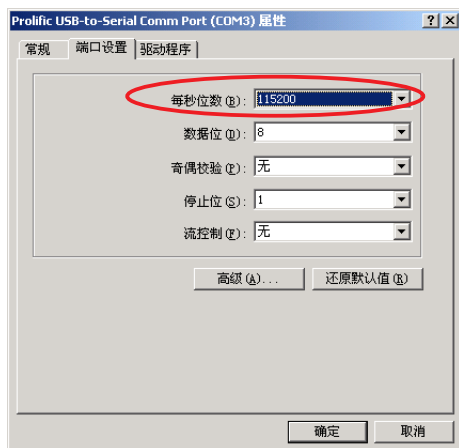 Prolific USB-to-Serial Comm Port (COM3) 属性
常规 端口设置 驱动程序
每秒位数(B): 115200
数据位(D): 8
奇偶校验(P): 无
停止位(S): 1
流控制(F): 无
高级(A)... 还原默认值(R)
确定 取消